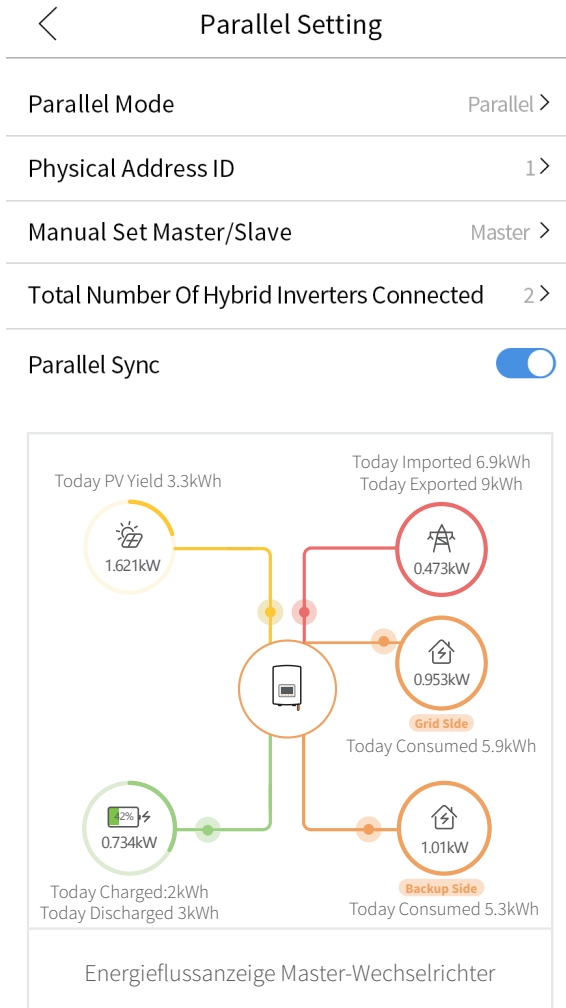 Parallel Setting
Parallel Mode Parallel
Physical Address ID 1
Manual Set Master/Slave Master
Total Number Of Hybrid Inverters Connected 2
Parallel Sync
Today Imported 6.9kWh
Today PV Yield 3.3kWh
Today Exported 9kWh
1.621kW
0.473kW
0.953kW
Grid SIde
Today Consumed 5.9kWh
42%
0.734kW
1.01kW
Backup Side
Today Charged:2kWh
Today Discharged 3kWh
Today Consumed 5.3kWh
Energieflussanzeige Master-Wechselrichter